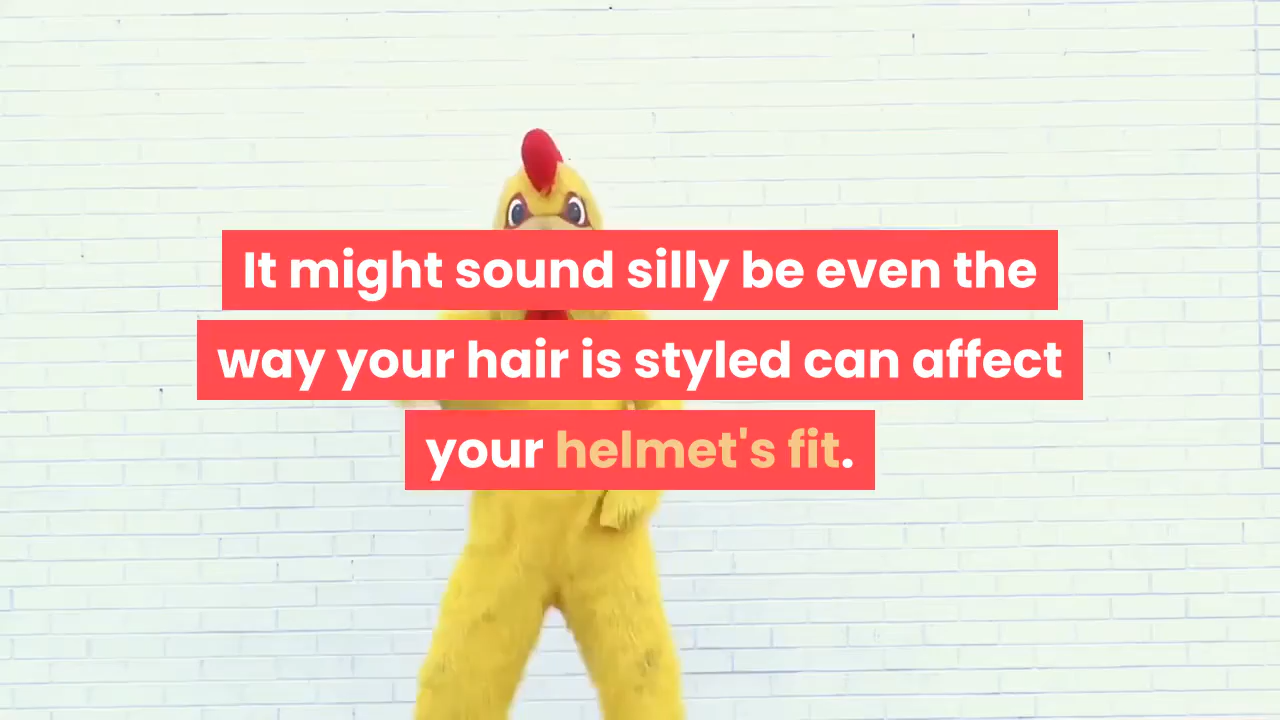 It might sound silly be even the
way your hair is styled can affect
your helmet's fit.